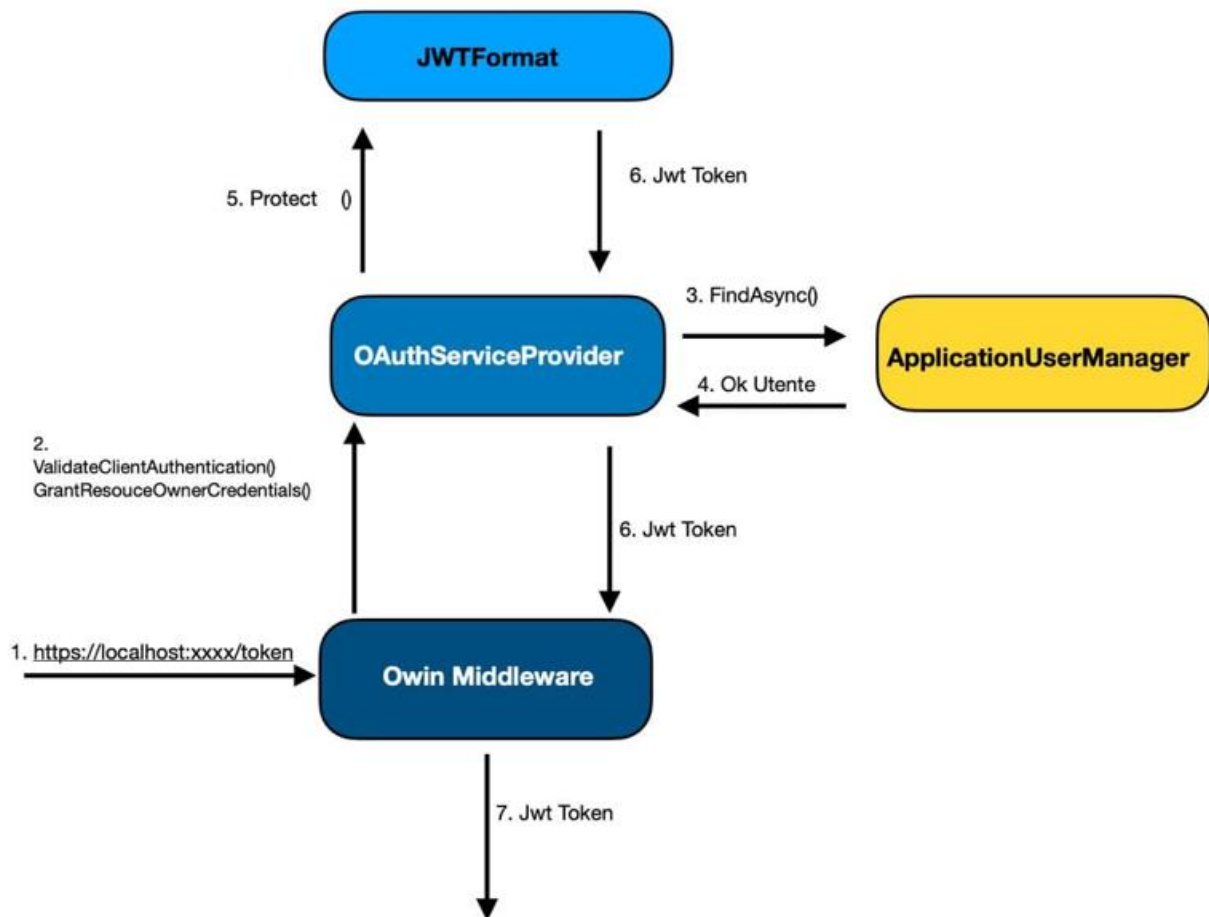 JWTFormat
5. Protect ()
6. Jwt Token
3. FindAsync()
OAuthServiceProvider
ApplicationUserManager
4. Ok Utente
2.
ValidateClientAuthentication()
GrantResouceOwnerCredentials()
6. Jwt Token
1. https://localhost:xxxx/token
Owin Middleware
7. Jwt Token